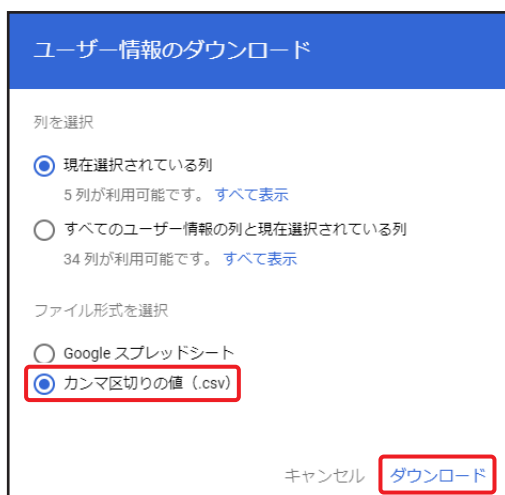 ユーザー情報のダウンロード
列を選択
現在選択されている列
5 列が利用可能です。 すべて表示
すべてのユーザー情報の列と現在選択されている列
34 列が利用可能です。 すべて表示
ファイル形式を選択
Google スプレッドシート
カンマ区切りの値（.csv）
キャンセル ダウンロード